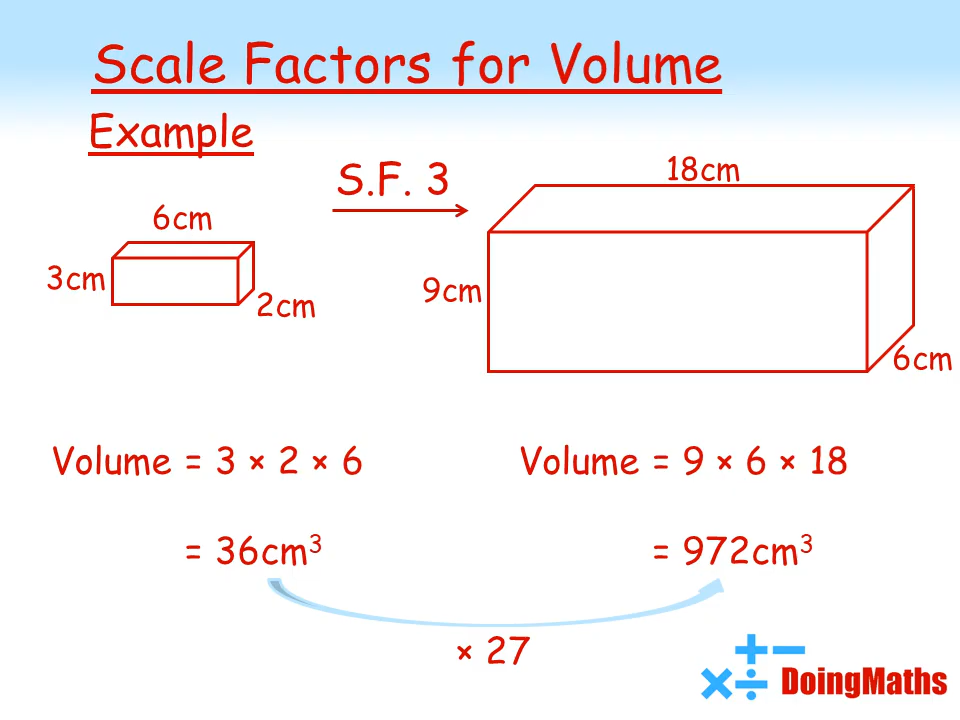 Scale Factors for Volume
Example
S.F. 3
6cm
3cm
2cm
18cm
9cm
6cm
Volume = 3 × 2 × 6
= 36cm³
Volume = 9 × 6 × 18
= 972cm³
× 27
+ −
× ÷ DoingMaths